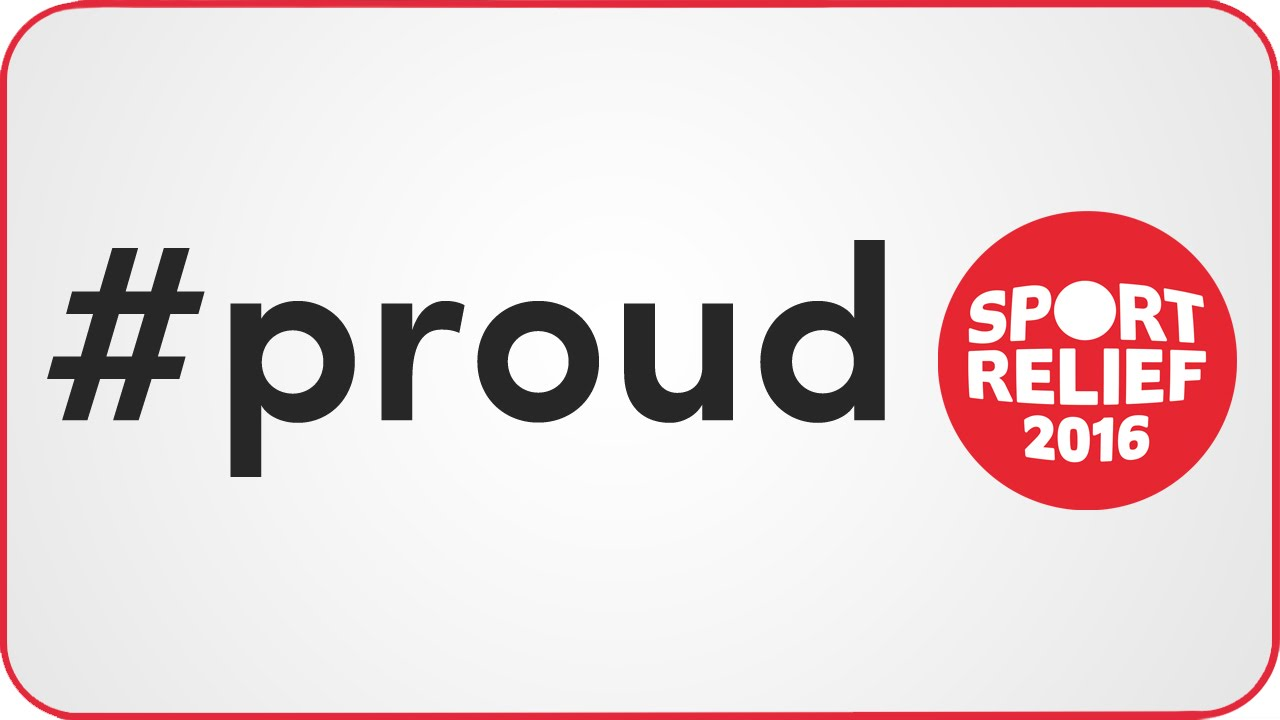 #proud
SPORT
RELIEF
2016